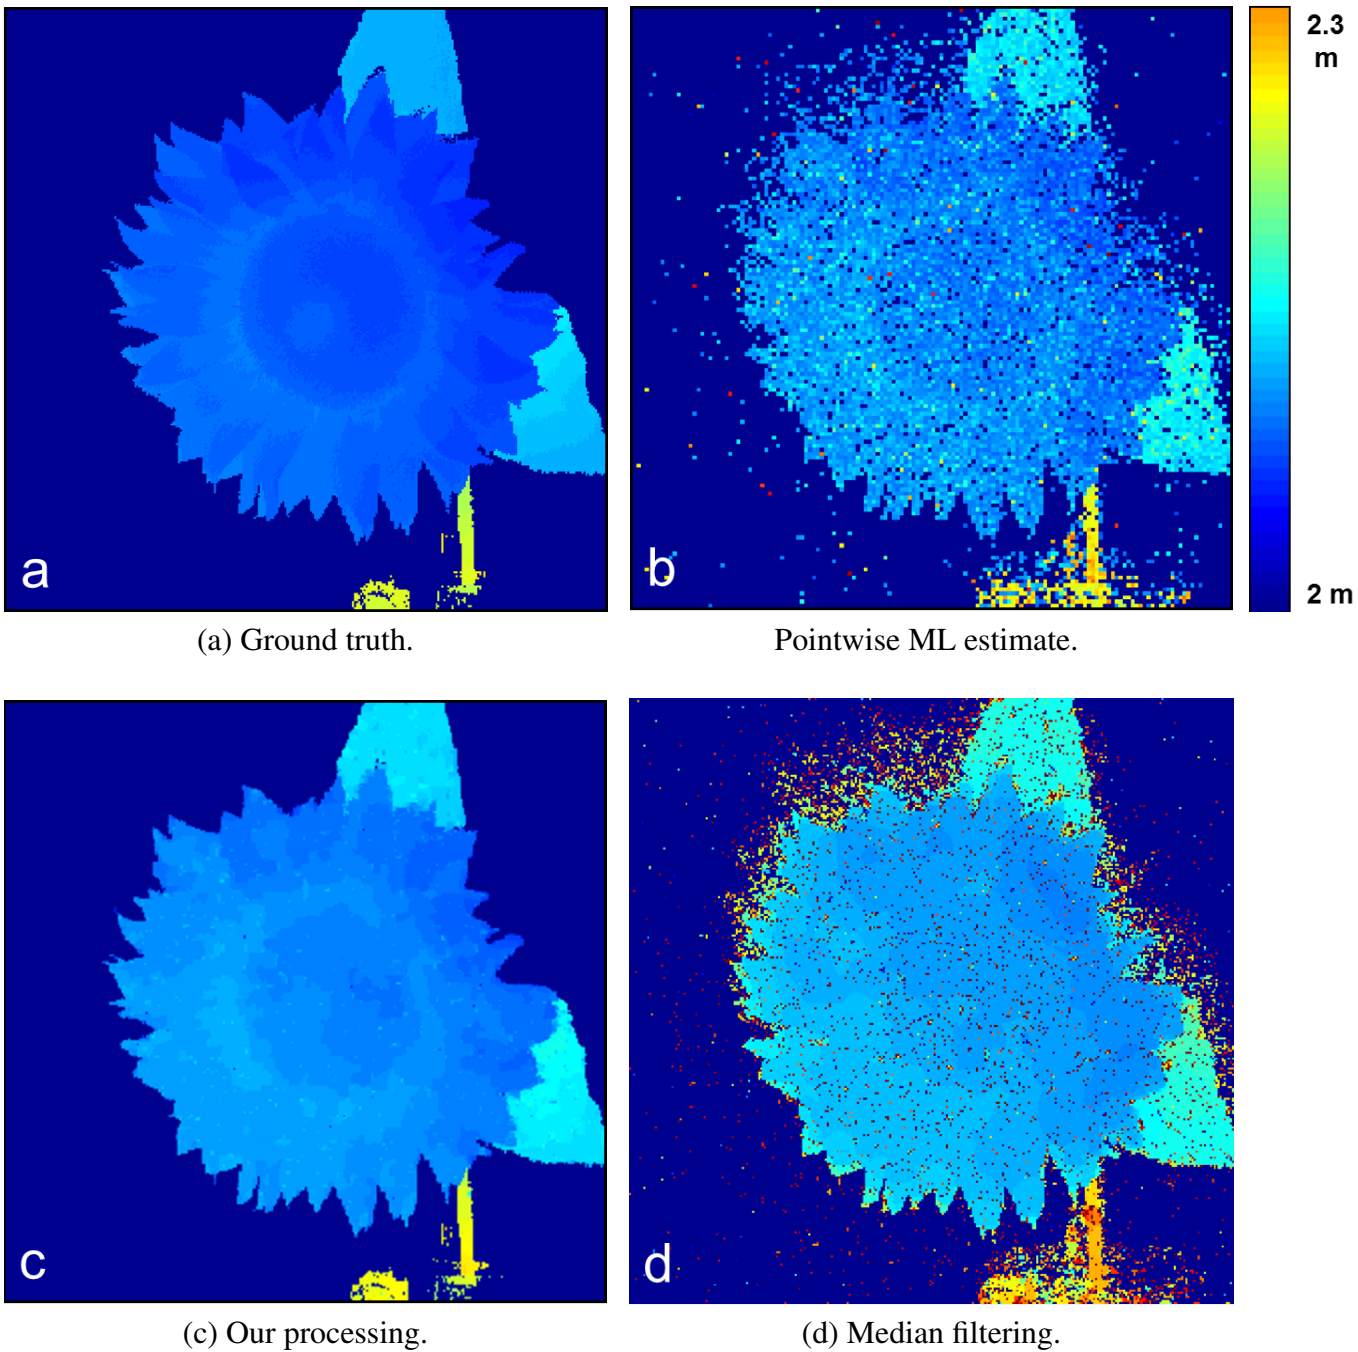 a
b
2.3
m
2 m
(a) Ground truth.
Pointwise ML estimate.
c
d
(c) Our processing.
(d) Median filtering.